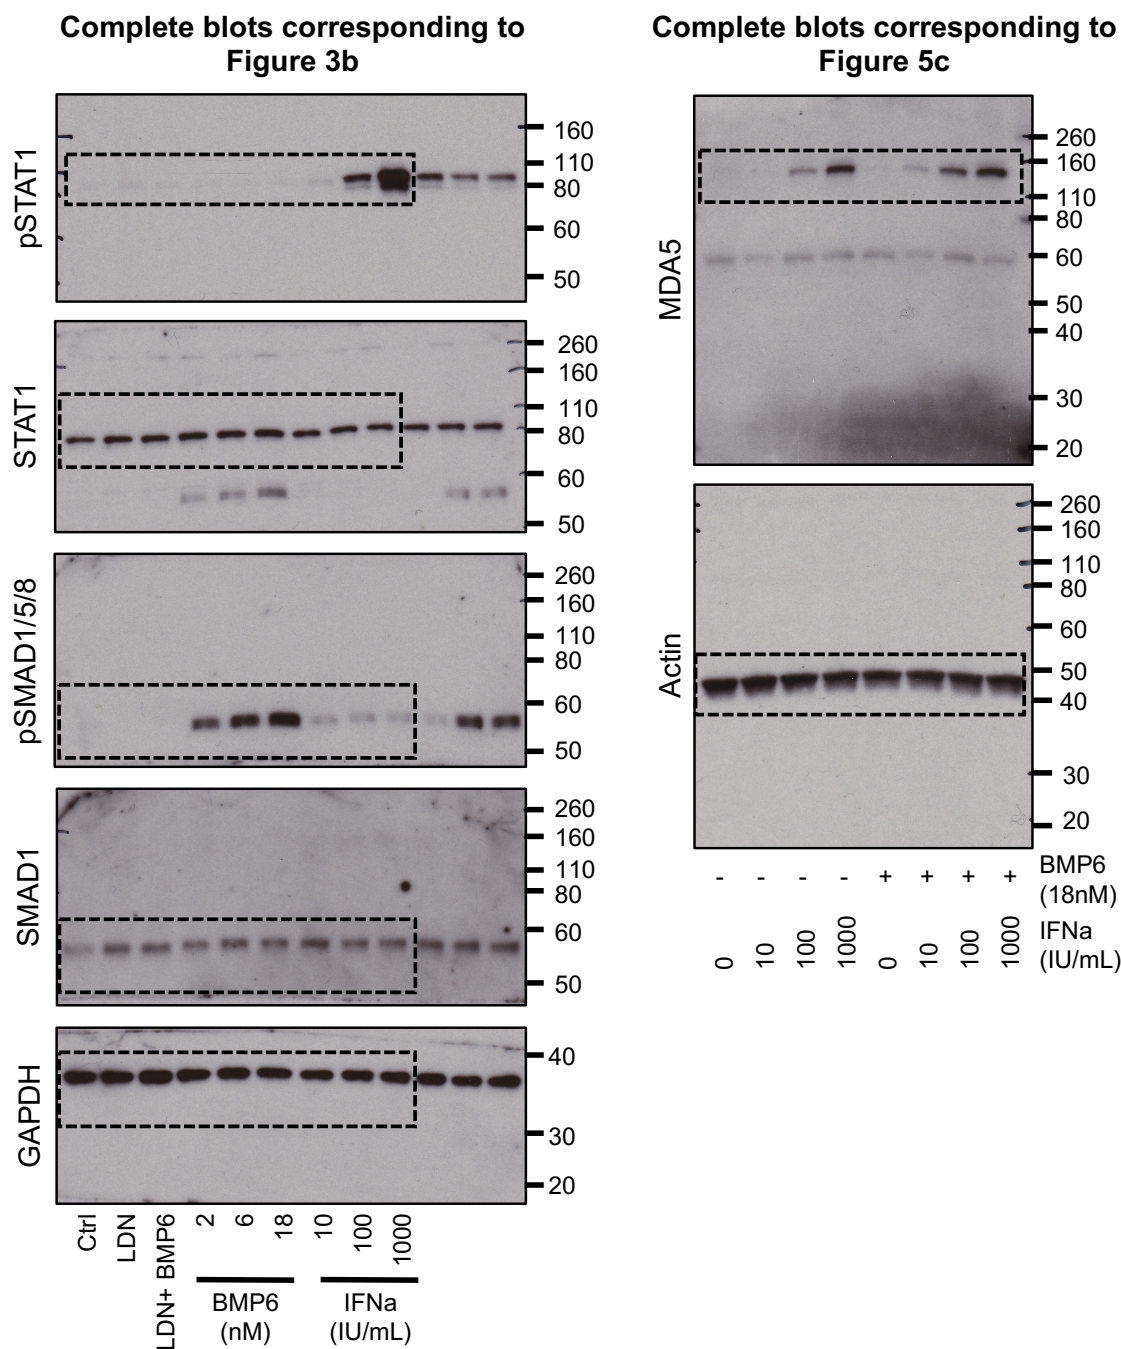 Complete blots corresponding to
Figure 3b
pSTAT1
160
110
80
60
50
STAT1
260
160
110
80
60
50
pSMAD1/5/8
260
160
110
80
60
50
SMAD1
260
160
110
80
60
50
GAPDH
40
30
20
Ctrl
LDN
LDN+ BMP6
2
6
18
10
100
1000
BMP6
(nM)
IFNa
(IU/mL)
Complete blots corresponding to
Figure 5c
MDA5
260
160
110
80
60
50
40
30
20
Actin
260
160
110
80
60
50
40
30
20
- - - - + + + + BMP6
(18nM)
0 10 100 1000 0 10 100 1000 IFNa
(IU/mL)